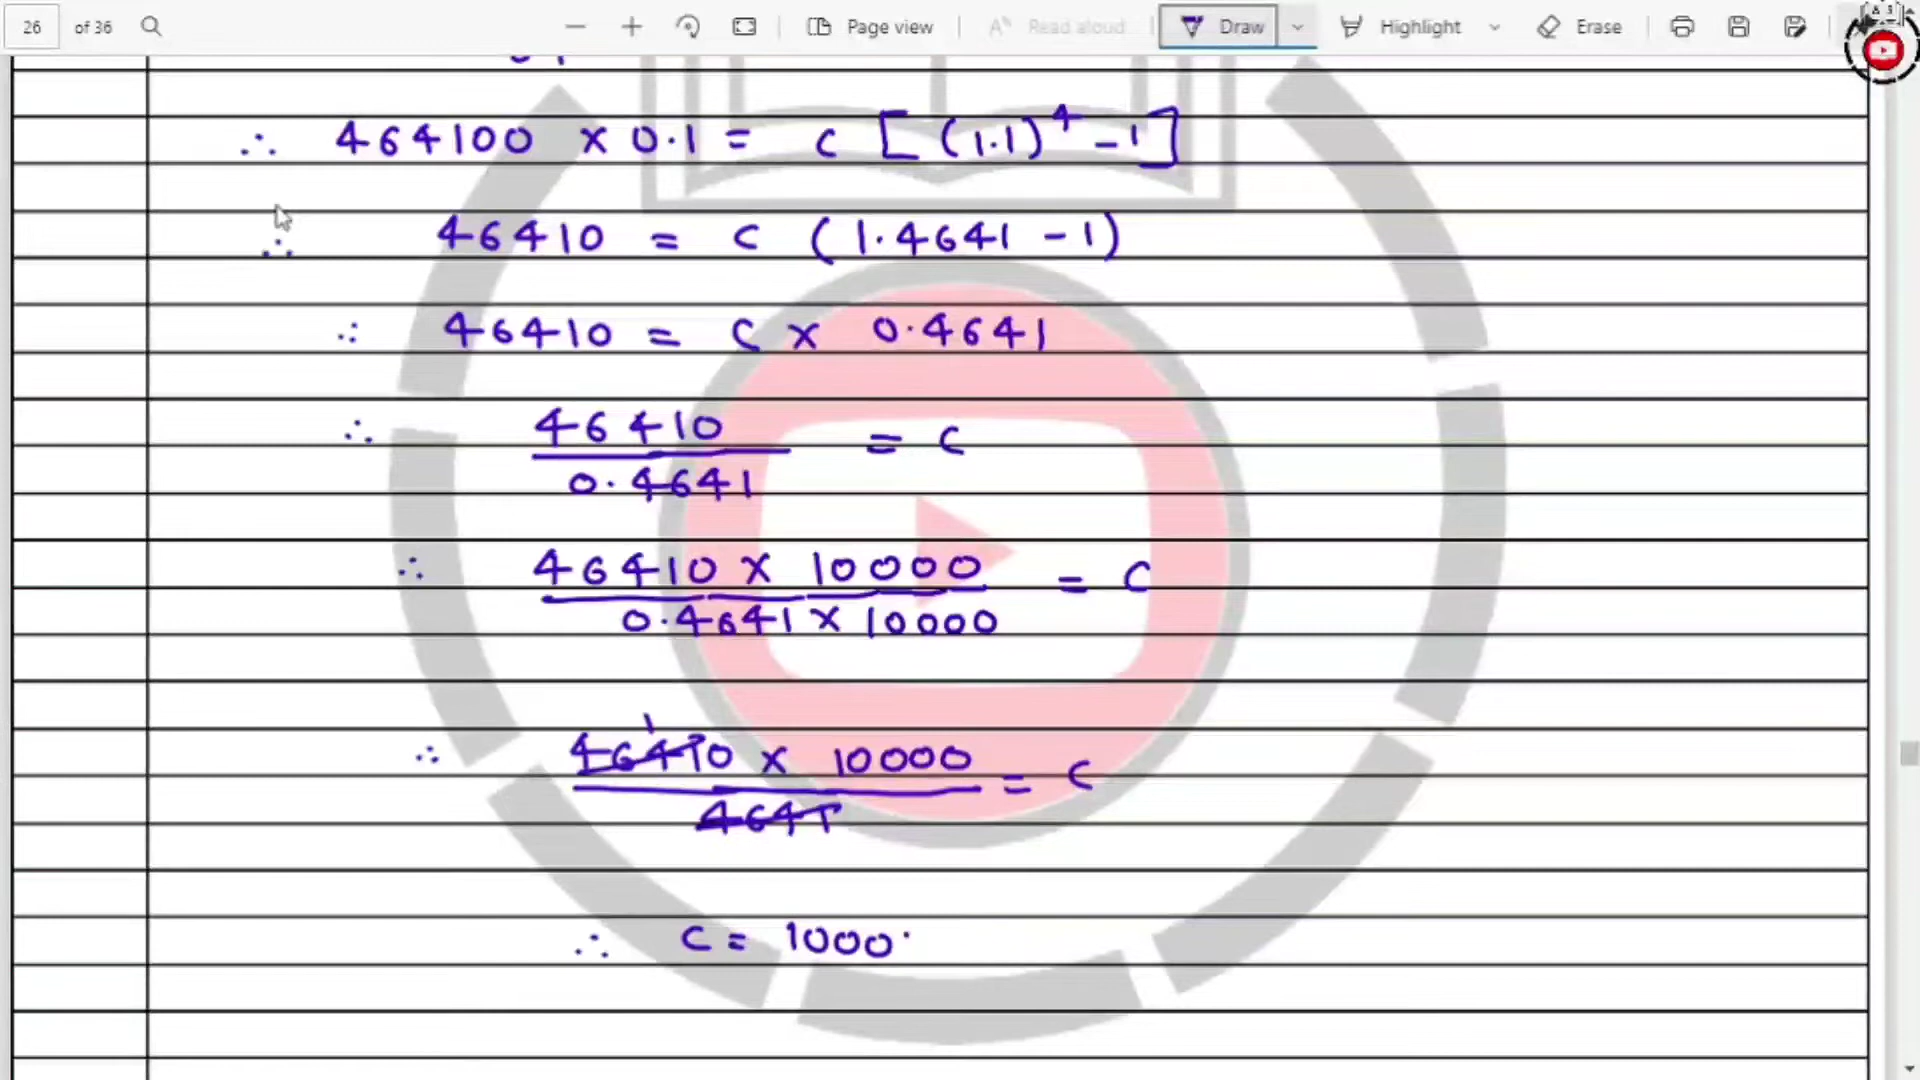 26 of 36 Page view Read aloud Draw Highlight Erase
∴ 464100 x 0.1 = C [(1.1)^4 - 1]
∴ 46410 = C (1.4641 - 1)
∴ 46410 = C x 0.4641
∴ 46410 / 0.4641 = C
∴ 46410 x 10000 / 0.4641 x 10000 = C
1
∴ 46410 x 10000 / 4641 = C
∴ C = 1000